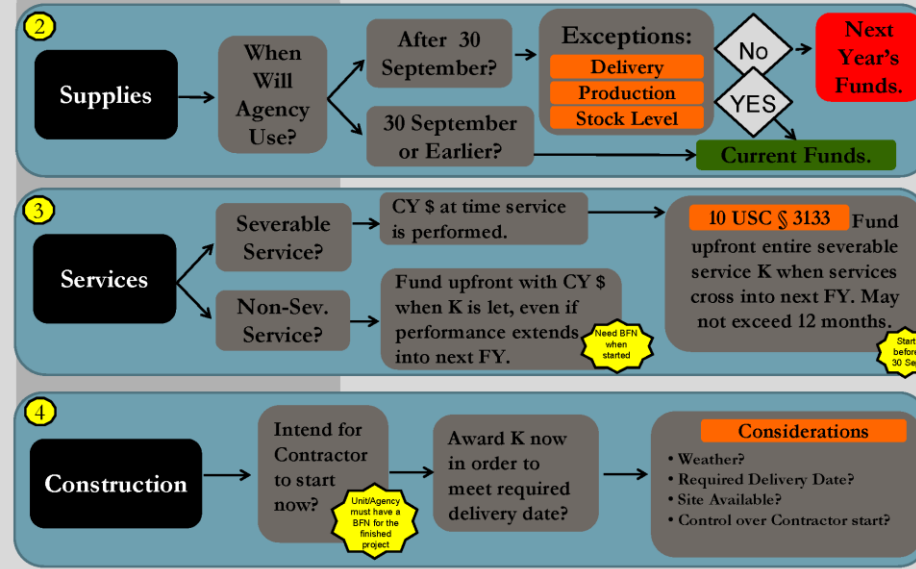 2
Supplies
When
Will
Agency
Use?
After 30
September?
30 September
or Earlier?
Exceptions:
Delivery
Production
Stock Level
No
YES
Next
Year's
Funds.
Current Funds.
3
Services
Severable
Service?
CY $ at time service
is performed.
10 USC § 3133 Fund
upfront entire severable
service K when services
cross into next FY. May
not exceed 12 months.
Start
before
30 Sep
Non-Sev.
Service?
Fund upfront with CY $
when K is let, even if
performance extends
into next FY.
Need BFN
when
started
4
Construction
Intend for
Contractor
to start
now?
Unit/Agency
must have a
BFN for the
finished
project
Award K now
in order to
meet required
delivery date?
Considerations
• Weather?
• Required Delivery Date?
• Site Available?
• Control over Contractor start?